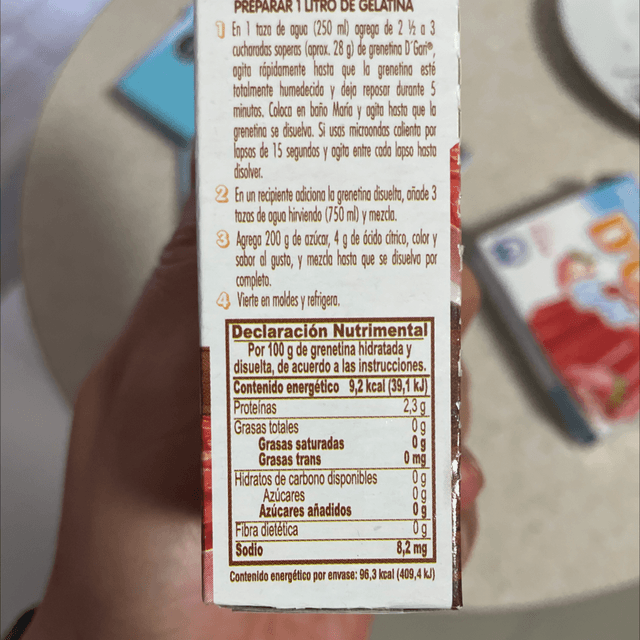 PREPARAR 1 LITRO DE GELATINA
1 En 1 taza de agua (250 ml) agrega de 2 ½ a 3
cucharadas soperas (aprox. 28 g) de grenetina D'Gari®,
agita rápidamente hasta que la grenetina esté
totalmente humedecida y deja reposar durante 5
minutos. Coloca en baño María y agita hasta que la
grenetina se disuelva. Si usas microondas calienta por
lapsos de 15 segundos y agita entre cada lapso hasta
disolver.
2 En un recipiente adiciona la grenetina disuelta, añade 3
tazas de agua hirviendo (750 ml) y mezcla.
3 Agrega 200 g de azúcar, 4 g de ácido cítrico, color y
sabor al gusto, y mezcla hasta que se disuelva por
completo.
4 Vierte en moldes y refrigera.
Declaración Nutrimental
Por 100 g de grenetina hidratada y
disuelta, de acuerdo a las instrucciones.
Contenido energético 9,2 kcal (39,1 kJ)
Proteínas 2,3 g
Grasas totales 0 g
Grasas saturadas 0 g
Grasas trans 0 mg
Hidratos de carbono disponibles 0 g
Azúcares 0 g
Azúcares añadidos 0 g
Fibra dietética 0 g
Sodio 8,2 mg
Contenido energético por envase: 96,3 kcal (409,4 kJ)